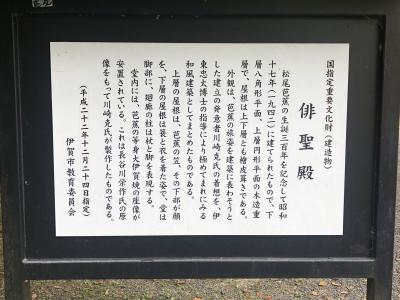 国指定重要文化財(建造物)
俳聖殿
松尾芭蕉の生誕三百年を記念して昭和
十七年(一九四二)に建てられたもので、下
層八角形平面、上層円形平面の木造重
層で、屋根は上下層とも檜皮葺きである。
外観は、芭蕉の旅姿を建築に表わそうと
した建立の発意者川崎克氏の着想を、伊
東忠太博士の指導により極めてまれにみる
和風建築としてまとめたものである。
上層の屋根は、芭蕉の笠、その下部が顔
を、下層の屋根は蓑と衣を着た姿で、堂は
脚部に、廻廊の柱は杖と脚を表現する。
堂内には、芭蕉の等身大伊賀焼の座像が
安置されている。これは長谷川栄作氏の原
像をもって川崎克氏が製作したものである。
(平成二十二年十二月二十四日指定)
伊賀市教育委員会